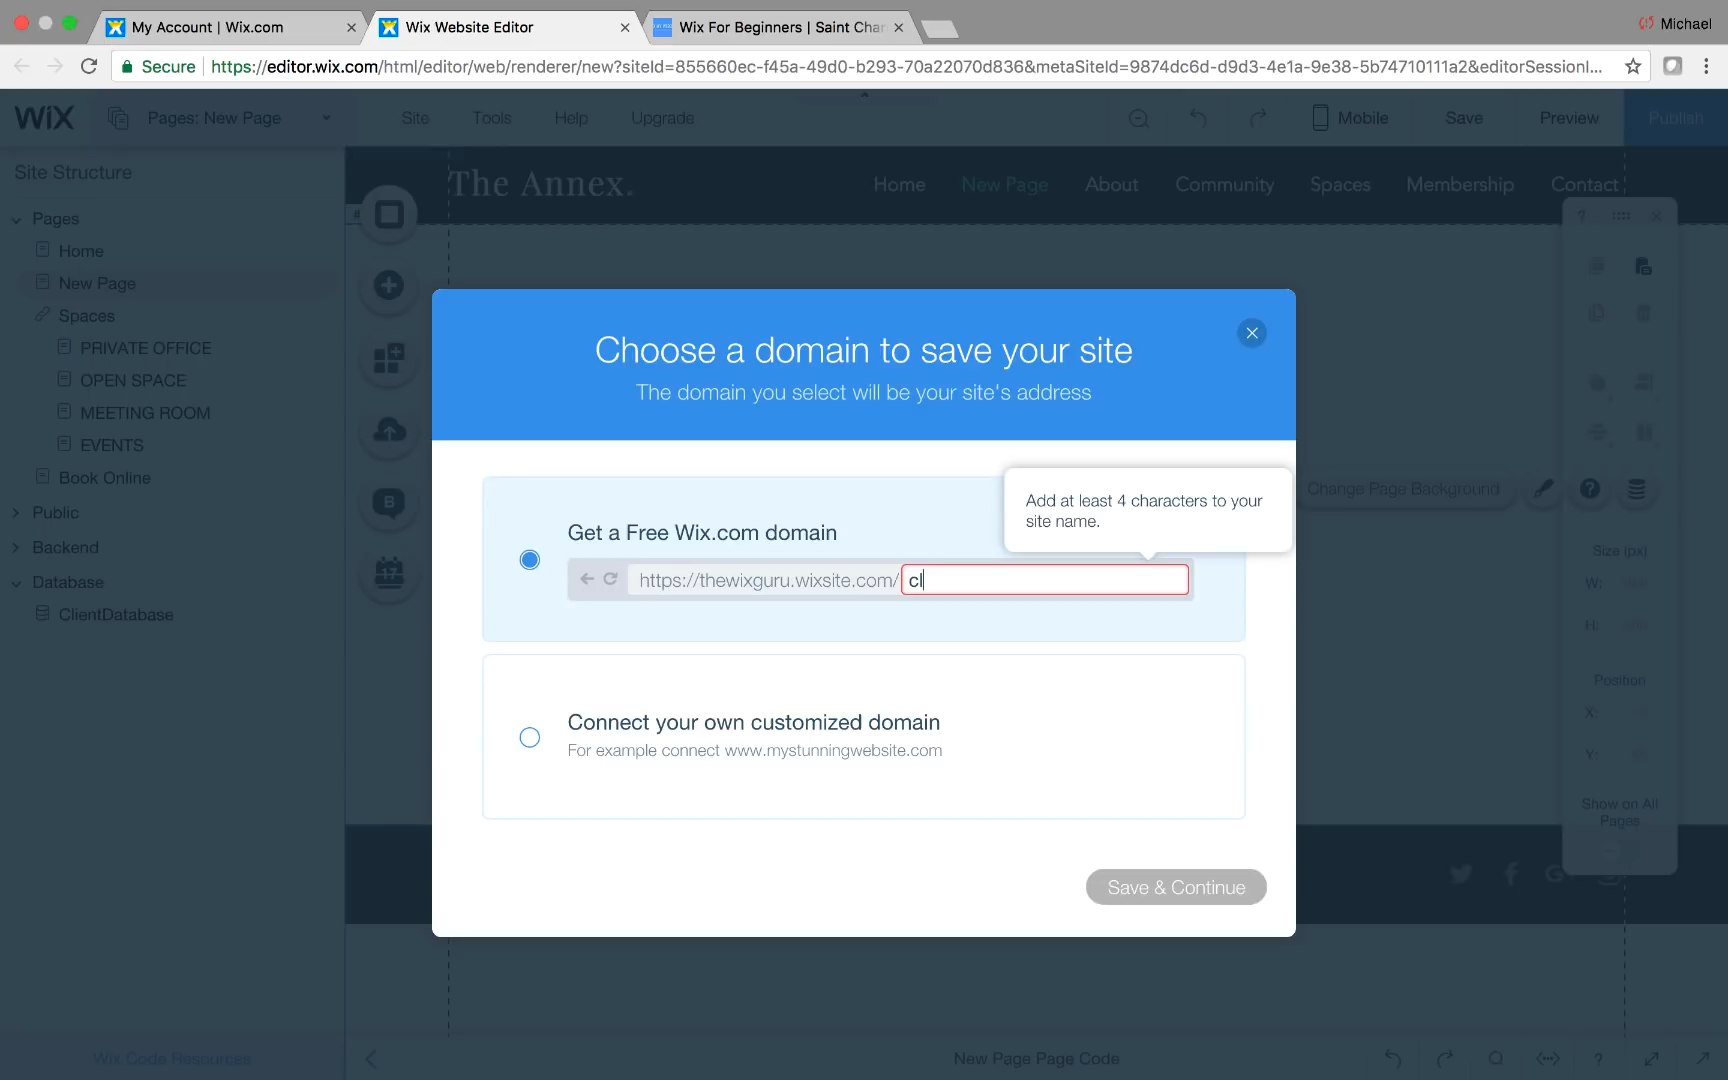 My Account | Wix.com
Wix Website Editor
Wix For Beginners | Saint Char
Michael
Secure
https://editor.wix.com/html/editor/web/renderer/new?siteId=855660ec-f45a-49d0-b293-70a22070d836&metaSiteId=9874dc6d-d9d3-4e1a-9e38-5b74710111a2&editorSessionI...
WiX
Pages: New Page
Site
Tools
Help
Upgrade
Mobile
Save
Preview
Publish
Site Structure
Pages
Home
New Page
Spaces
PRIVATE OFFICE
OPEN SPACE
MEETING ROOM
EVENTS
Book Online
Public
Backend
Database
ClientDatabase
Wix Code Resources
The Annex.
Home
New Page
About
Community
Spaces
Membership
Contact
Choose a domain to save your site
The domain you select will be your site's address
Add at least 4 characters to your
site name.
Get a Free Wix.com domain
https://thewixguru.wixsite.com/
cl
Connect your own customized domain
For example connect www.mystunningwebsite.com
Save & Continue
Change Page Background
Size (px)
W:
H:
Position
X:
Y:
Show on All
Pages
New Page Page Code